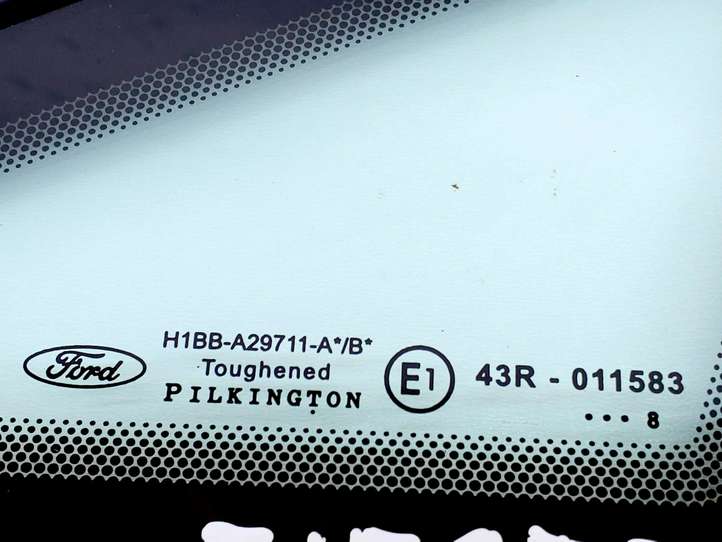 Ford
H1BB-A29711-A*/B*
Toughened
PILKINGTON
E1
43R - 011583
... 8